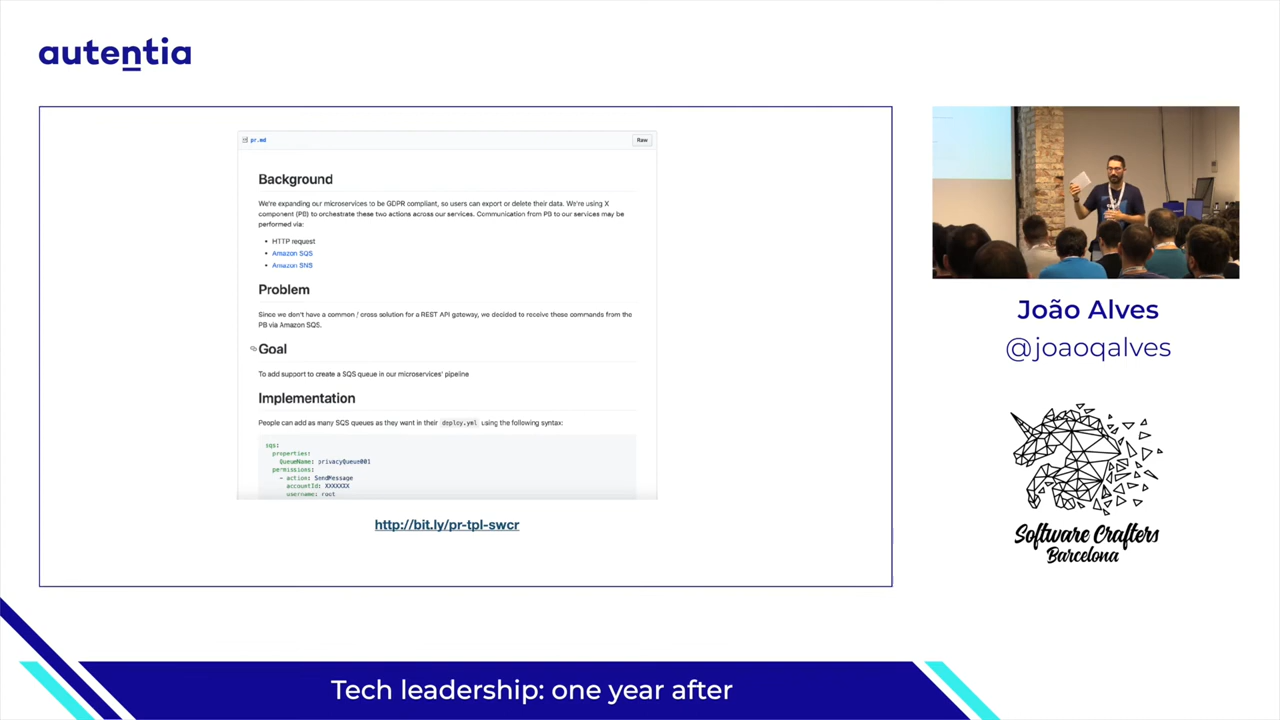 autentia
pr.md
Raw
Background
We're expanding our microservices to be GDPR compliant, so users can export or delete their data. We're using X
component (PB) to orchestrate these two actions across our services. Communication from PB to our services may be
performed via:
• HTTP request
• Amazon SQS
• Amazon SNS
Problem
Since we don't have a common / cross solution for a REST API gateway, we decided to receive these commands from the
PB via Amazon SQS.
Goal
To add support to create a SQS queue in our microservices' pipeline
Implementation
People can add as many SQS queues as they want in their deploy.yml using the following syntax:
sqs:
properties:
QueueName: privacyQueue001
permissions:
- action: SendMessage
accountId: XXXXXXX
username: root
http://bit.ly/pr-tpl-swcr
João Alves
@joaoqalves
Software Crafters
Barcelona
Tech leadership: one year after